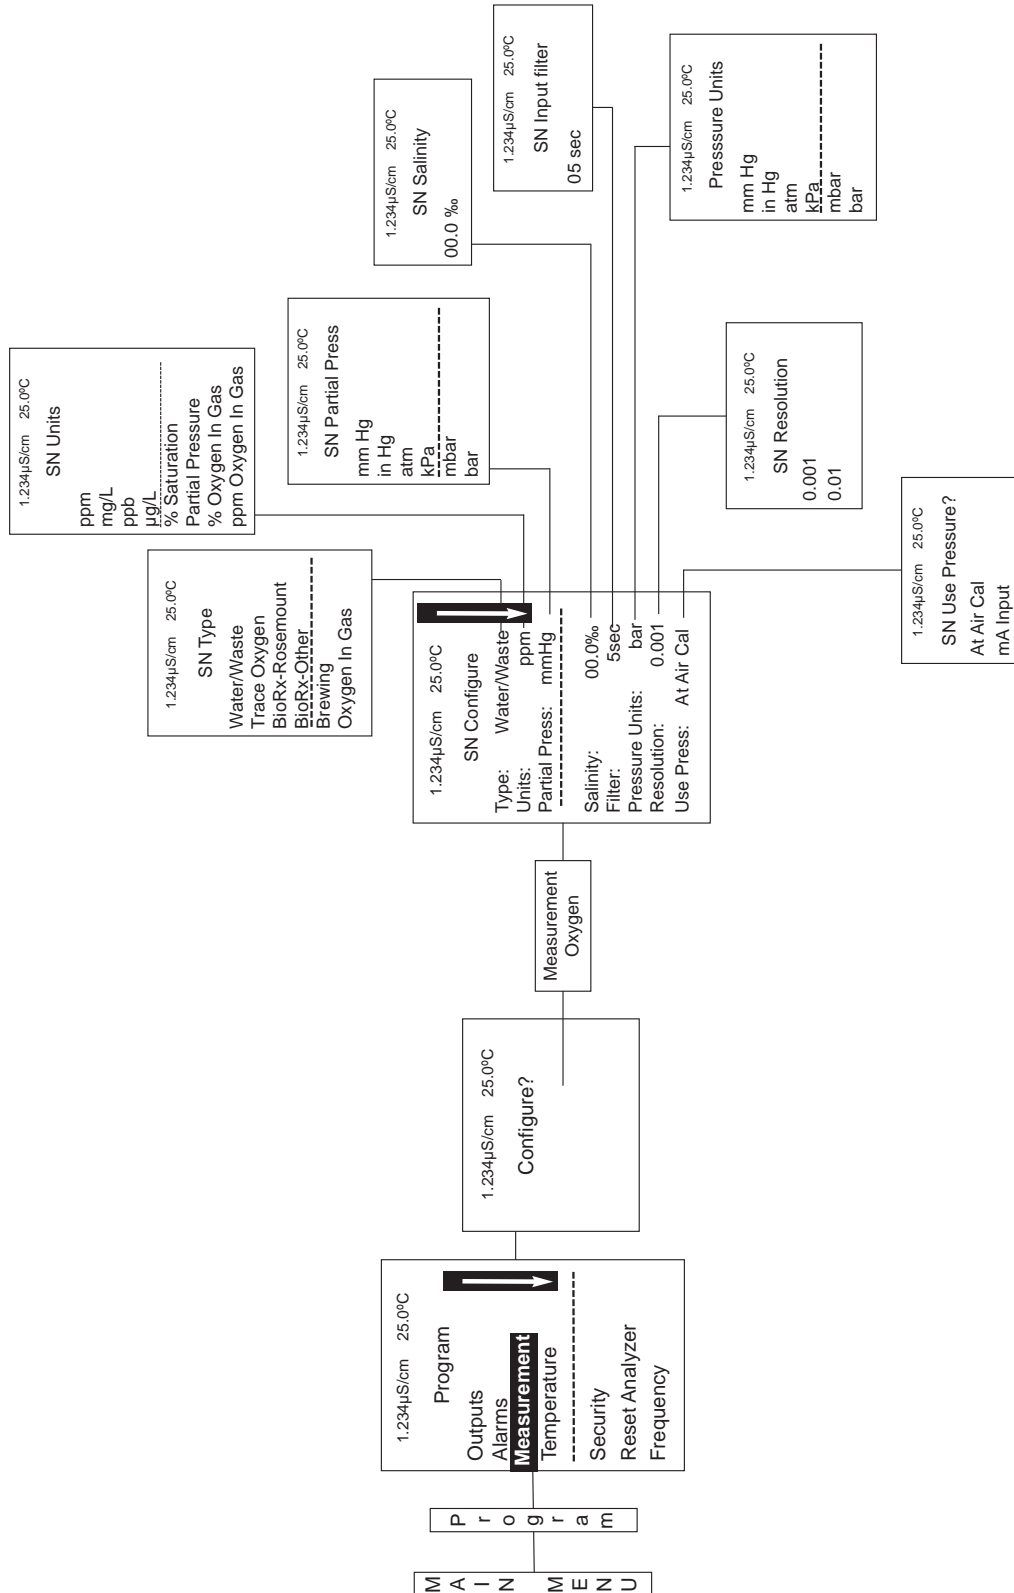 MAIN MENU
Program
1.234µS/cm 25.0ºC
Program
Outputs
Alarms
Measurement
Temperature
Security
Reset Analyzer
Frequency
1.234µS/cm 25.0ºC
Configure?
Measurement
Oxygen
1.234µS/cm 25.0ºC
SN Configure
Type: Water/Waste
Units: ppm
Partial Press: mmHg
Salinity: 00.0‰
Filter: 5sec
Pressure Units: bar
Resolution: 0.001
Use Press: At Air Cal
1.234µS/cm 25.0ºC
SN Type
Water/Waste
Trace Oxygen
BioRx-Rosemount
BioRx-Other
Brewing
Oxygen In Gas
1.234µS/cm 25.0ºC
SN Units
ppm
mg/L
ppb
µg/L
% Saturation
Partial Pressure
% Oxygen In Gas
ppm Oxygen In Gas
1.234µS/cm 25.0ºC
SN Partial Press
mm Hg
in Hg
atm
kPa
mbar
bar
1.234µS/cm 25.0ºC
SN Salinity
00.0 ‰
1.234µS/cm 25.0ºC
SN Input filter
05 sec
1.234µS/cm 25.0ºC
Presssure Units
mm Hg
in Hg
atm
kPa
mbar
bar
1.234µS/cm 25.0ºC
SN Resolution
0.001
0.01
1.234µS/cm 25.0ºC
SN Use Pressure?
At Air Cal
mA Input